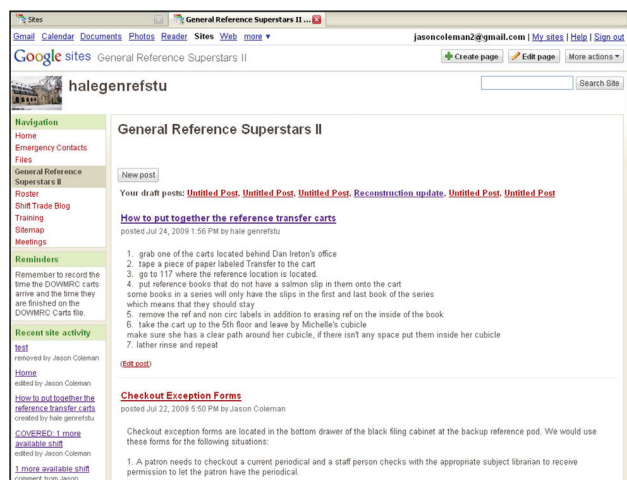 Sites
General Reference Superstars II ...
Gmail Calendar Documents Photos Reader Sites Web more ▼
jasoncoleman2@gmail.com | My sites | Help | Sign out
Google sites General Reference Superstars II
Create page Edit page More actions ▼
halegenrefstu
Search Site
Navigation
Home
Emergency Contacts
Files
General Reference
Superstars II
Roster
Shift Trade Blog
Training
Sitemap
Meetings
Reminders
Remember to record the
time the DOWMRC carts
arrive and the time they
are finished on the
DOWMRC Carts file.
Recent site activity
test
removed by Jason Coleman
Home
edited by Jason Coleman
How to put together the
reference transfer carts
created by hale genrefstu
COVERED: 1 more
available shift
edited by Jason Coleman
1 more available shift
comment from Jason
General Reference Superstars II
New post
Your draft posts: Untitled Post, Untitled Post, Untitled Post, Reconstruction update, Untitled Post, Untitled Post
How to put together the reference transfer carts
posted Jul 24, 2009 1:56 PM by hale genrefstu
1. grab one of the carts located behind Dan Ireton's office
2. tape a piece of paper labeled Transfer to the cart
3. go to 117 where the reference location is located.
4. put reference books that do not have a salmon slip in them onto the cart
some books in a series will only have the slips in the first and last book of the series
which means that they should stay
5. remove the ref and non circ labels in addition to erasing ref on the inside of the book
6. take the cart up to the 5th floor and leave by Michelle's cubicle
make sure she has a clear path around her cubicle, if there isn't any space put them inside her cubicle
7. lather rinse and repeat
(Edit post)
Checkout Exception Forms
posted Jul 22, 2009 5:50 PM by Jason Coleman
Checkout exception forms are located in the bottom drawer of the black filing cabinet at the backup reference pod. We would use
these forms for the following situations:
1. A patron needs to checkout a current periodical and a staff person checks with the appropriate subject librarian to receive
permission to let the patron have the periodical.